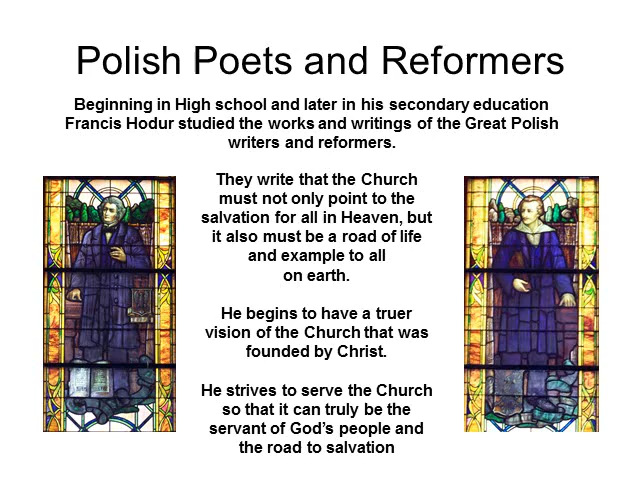 Polish Poets and Reformers
Beginning in High school and later in his secondary education
Francis Hodur studied the works and writings of the Great Polish
writers and reformers.
They write that the Church
must not only point to the
salvation for all in Heaven, but
it also must be a road of life
and example to all
on earth.
He begins to have a truer
vision of the Church that was
founded by Christ.
He strives to serve the Church
so that it can truly be the
servant of God’s people and
the road to salvation